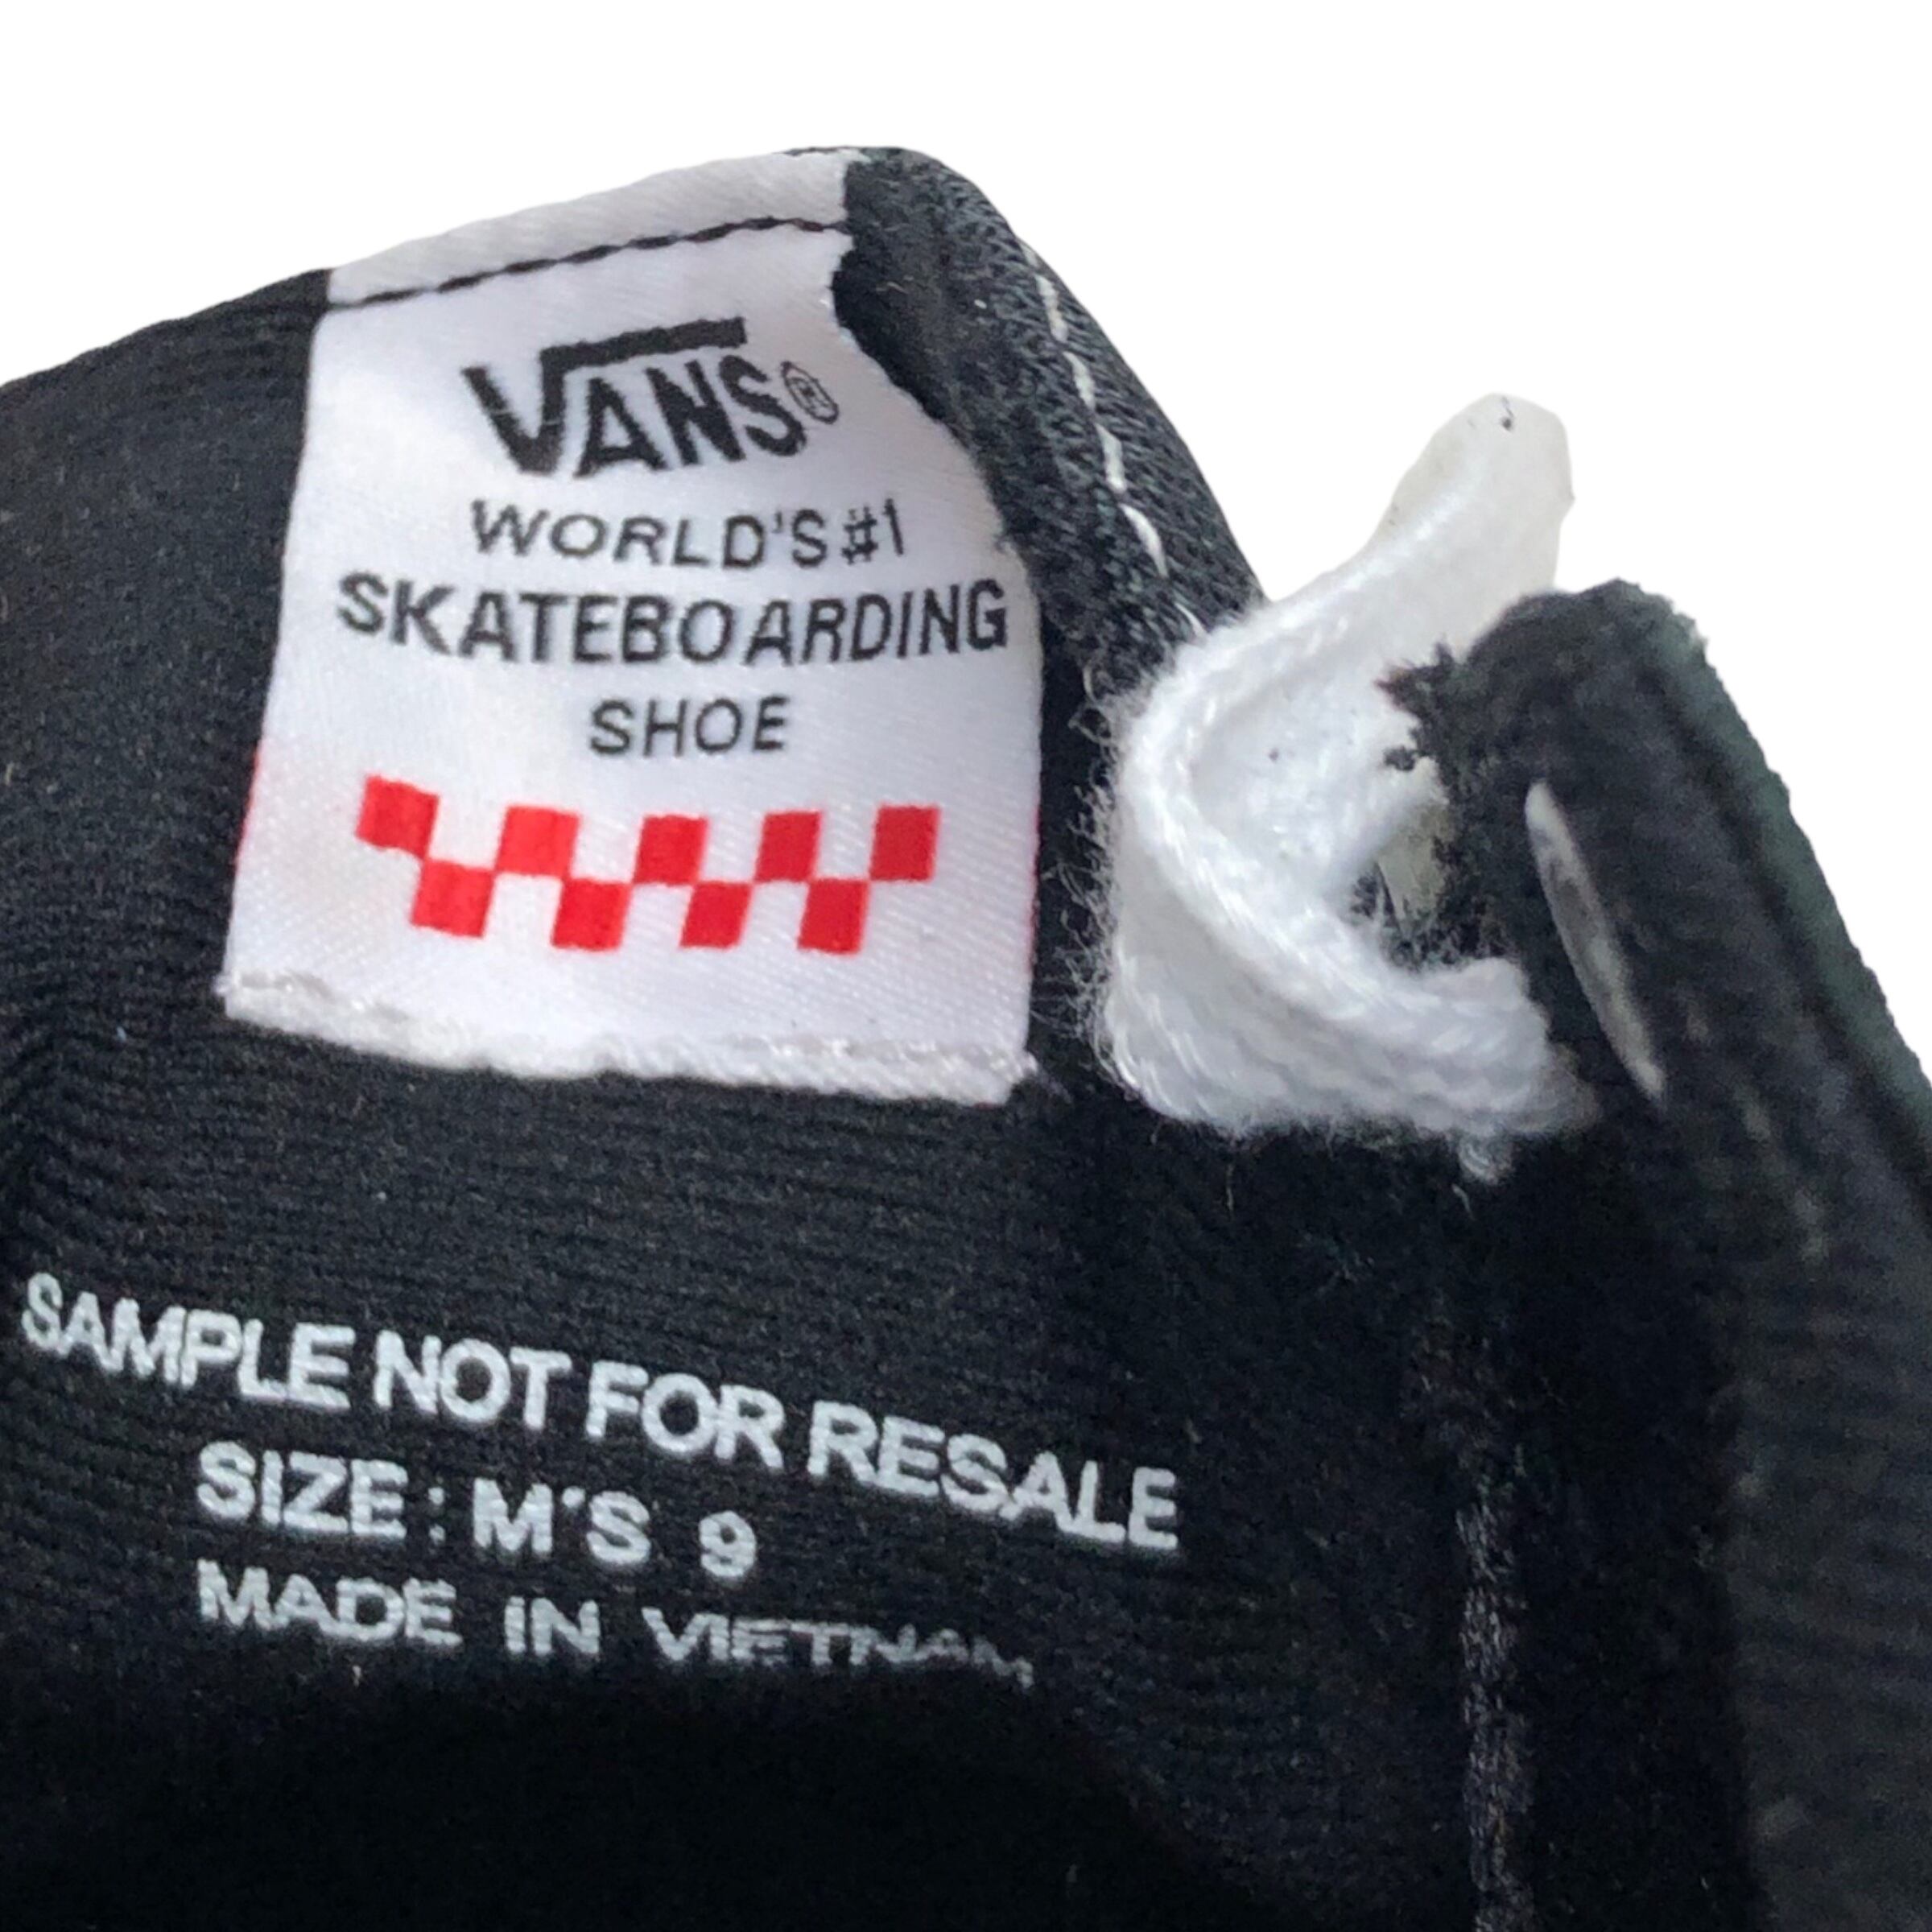 VANS®
WORLD'S #1
SKATEBOARDING
SHOE
SAMPLE NOT FOR RESALE
SIZE: M'S 9
MADE IN VIETNAM